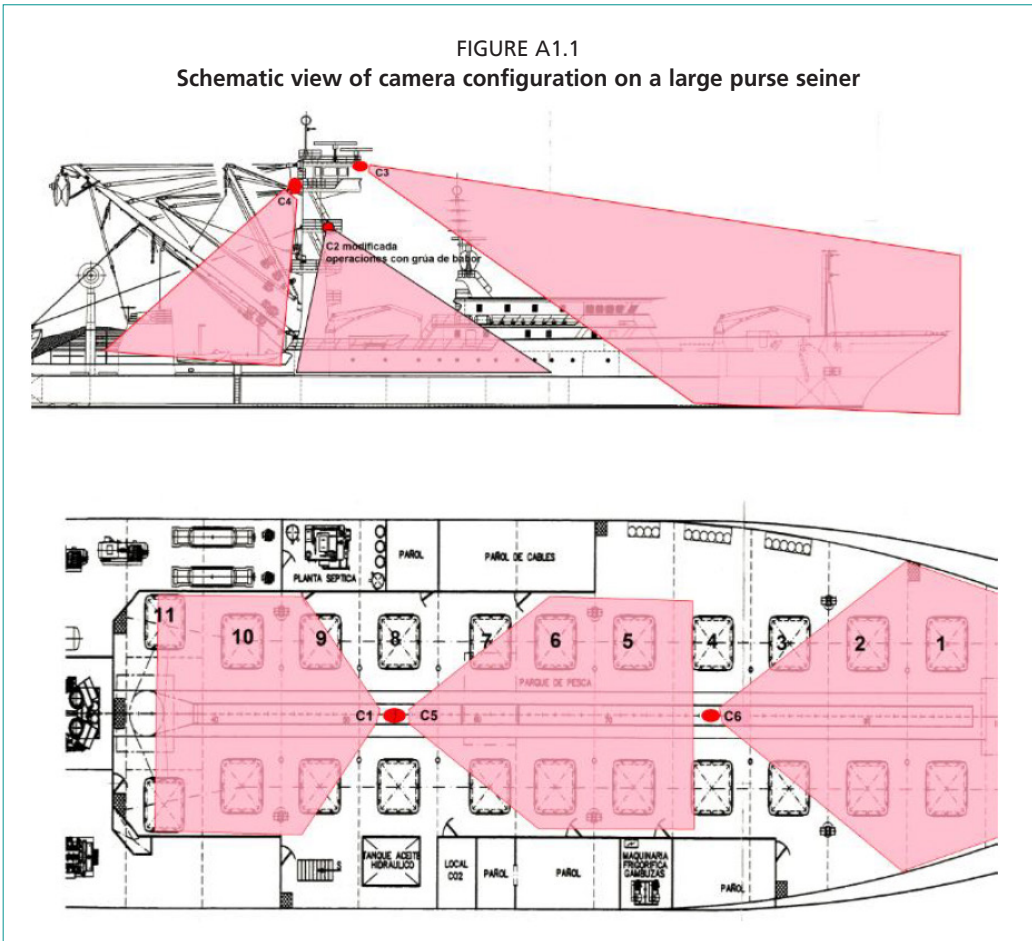 FIGURE A1.1
Schematic view of camera configuration on a large purse seiner
C3
C4
C2 modificada
operaciones con grúa de babor
PLANTA SEPTICA
PAÑOL
PAÑOL DE CABLES
11
10
9
8
7
6
5
4
3
2
1
PARQUE DE PESCA
C1
C5
C6
TANQUE ACEITE
HIDRAULICO
S
LOCAL
CO2
PAÑOL
PAÑOL
MAQUINARIA
FRIGORIFICA
GAMBUZAS
PAÑOL